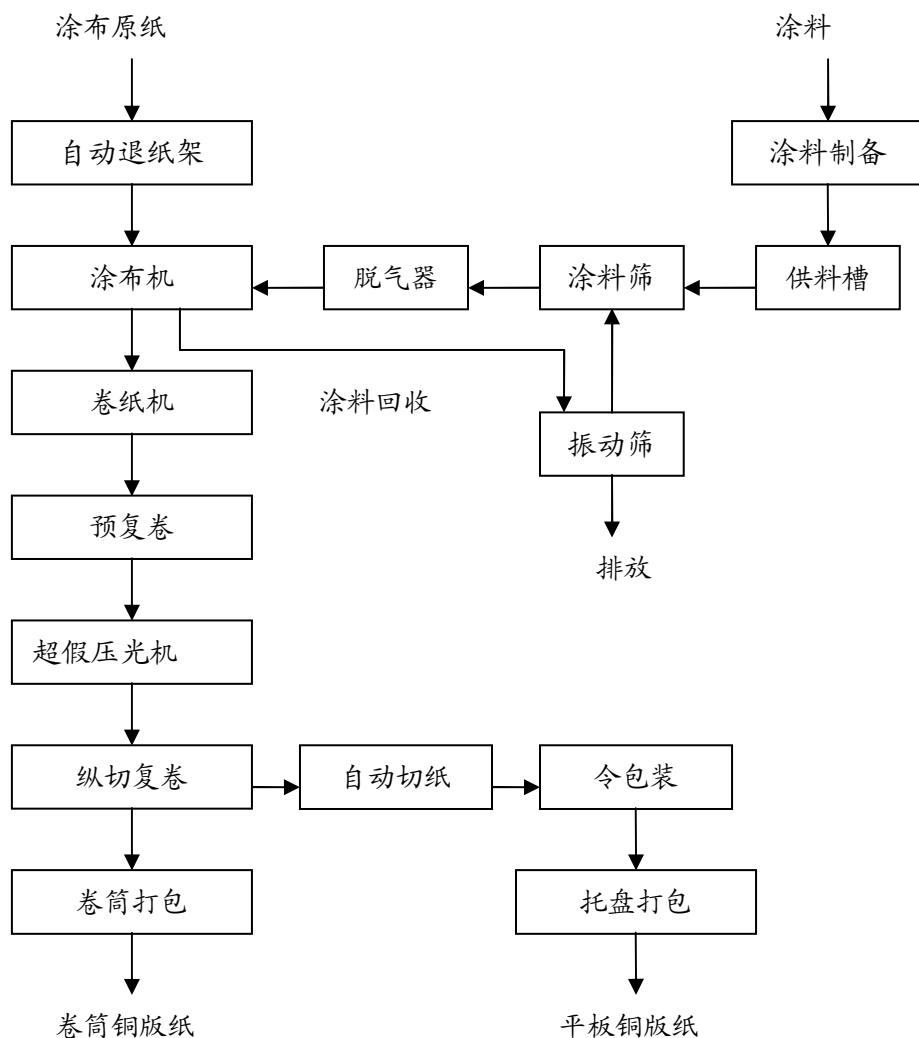 涂布原纸
涂料
自动退纸架
涂料制备
涂布机
脱气器
涂料筛
供料槽
卷纸机
涂料回收
振动筛
预复卷
排放
超假压光机
纵切复卷
自动切纸
令包装
卷筒打包
托盘打包
卷筒铜版纸
平板铜版纸